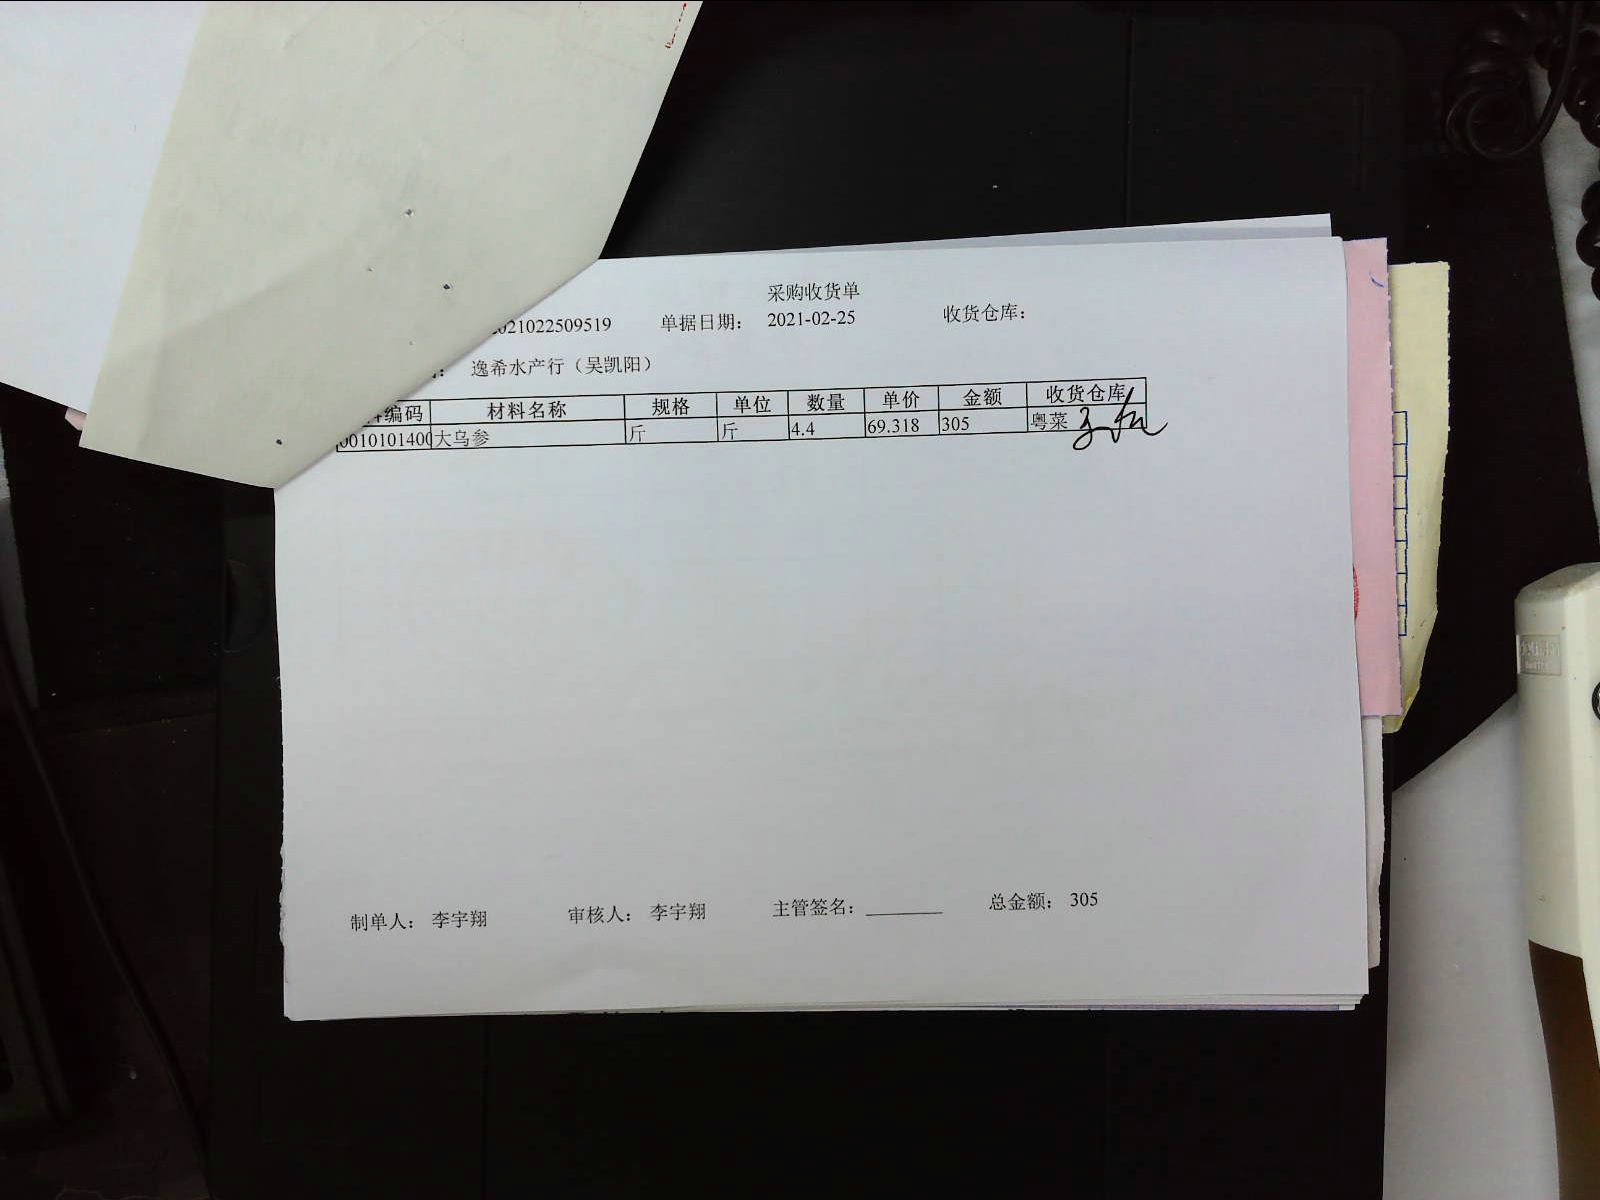 采购收货单
2021022509519 单据日期: 2021-02-25 收货仓库:
逸希水产行（吴凯阳）
编码 材料名称 规格 单位 数量 单价 金额 收货仓库
0010101400 大乌参 斤 斤 4.4 69.318 305 粤菜
制单人: 李宇翔 审核人: 李宇翔 主管签名: 总金额: 305